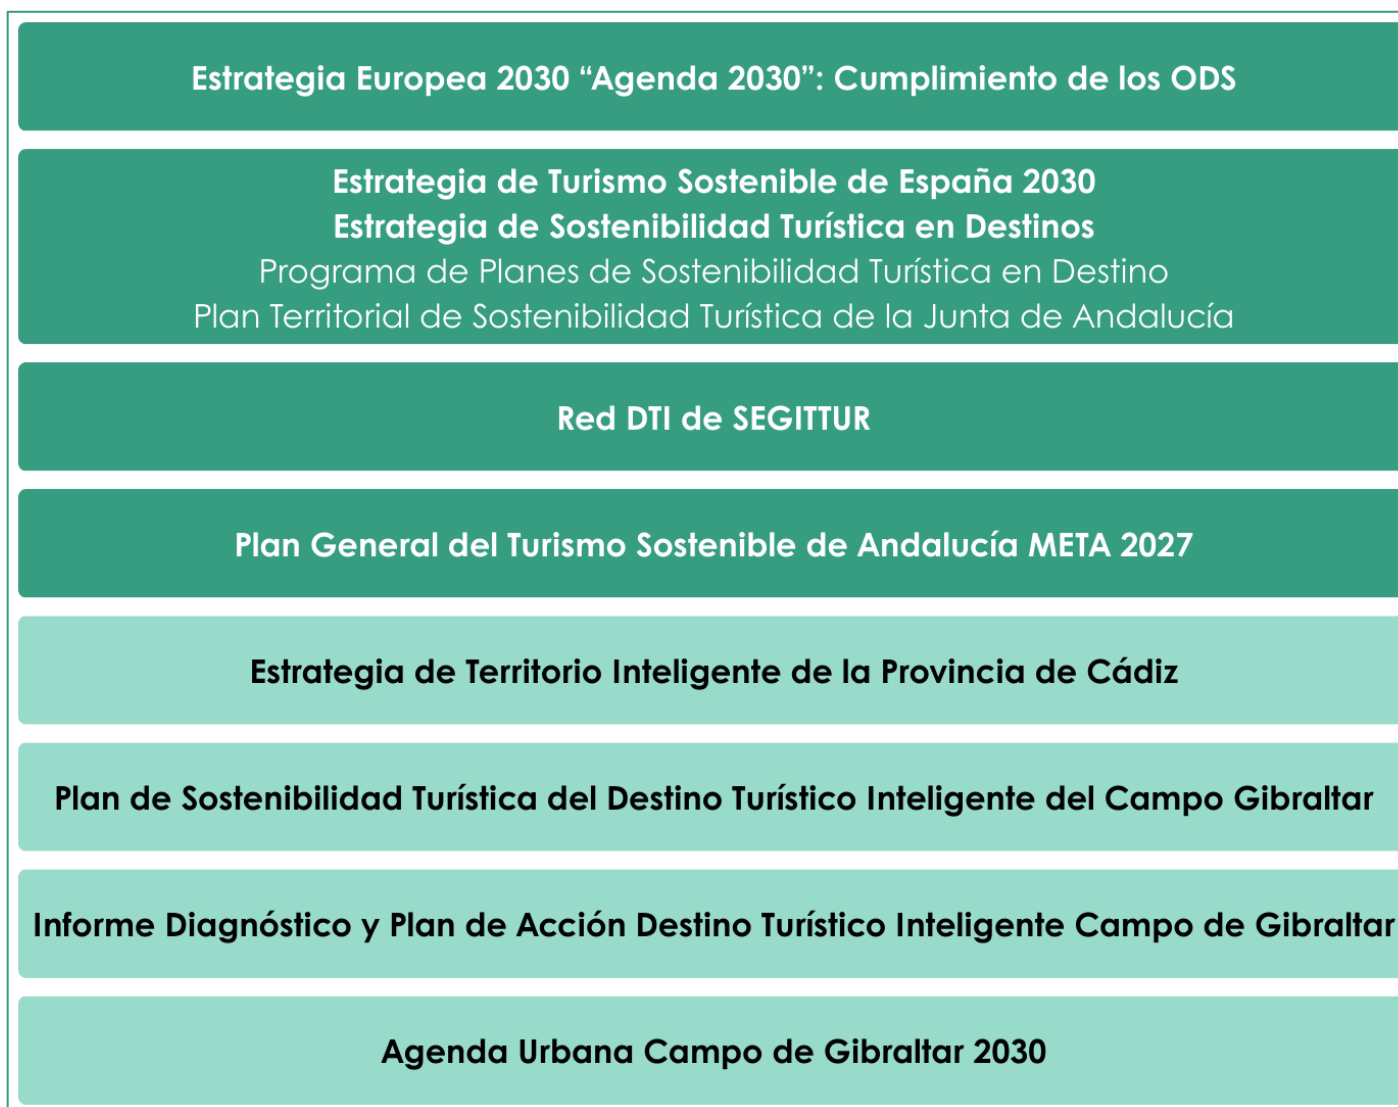 Estrategia Europea 2030 “Agenda 2030”: Cumplimiento de los ODS
Estrategia de Turismo Sostenible de España 2030
Estrategia de Sostenibilidad Turística en Destinos
Programa de Planes de Sostenibilidad Turística en Destino
Plan Territorial de Sostenibilidad Turística de la Junta de Andalucía
Red DTI de SEGITTUR
Plan General del Turismo Sostenible de Andalucía META 2027
Estrategia de Territorio Inteligente de la Provincia de Cádiz
Plan de Sostenibilidad Turística del Destino Turístico Inteligente del Campo Gibraltar
Informe Diagnóstico y Plan de Acción Destino Turístico Inteligente Campo de Gibraltar
Agenda Urbana Campo de Gibraltar 2030